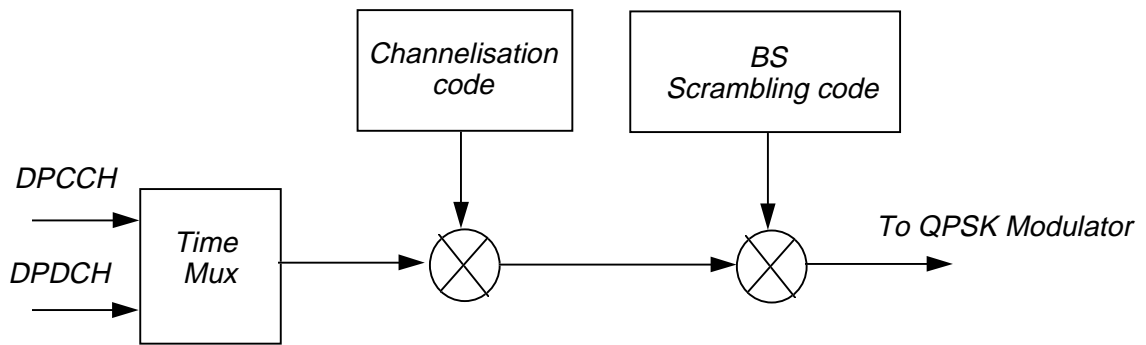 Channelisation
code
BS
Scrambling code
DPCCH
DPDCH
Time
Mux
To QPSK Modulator